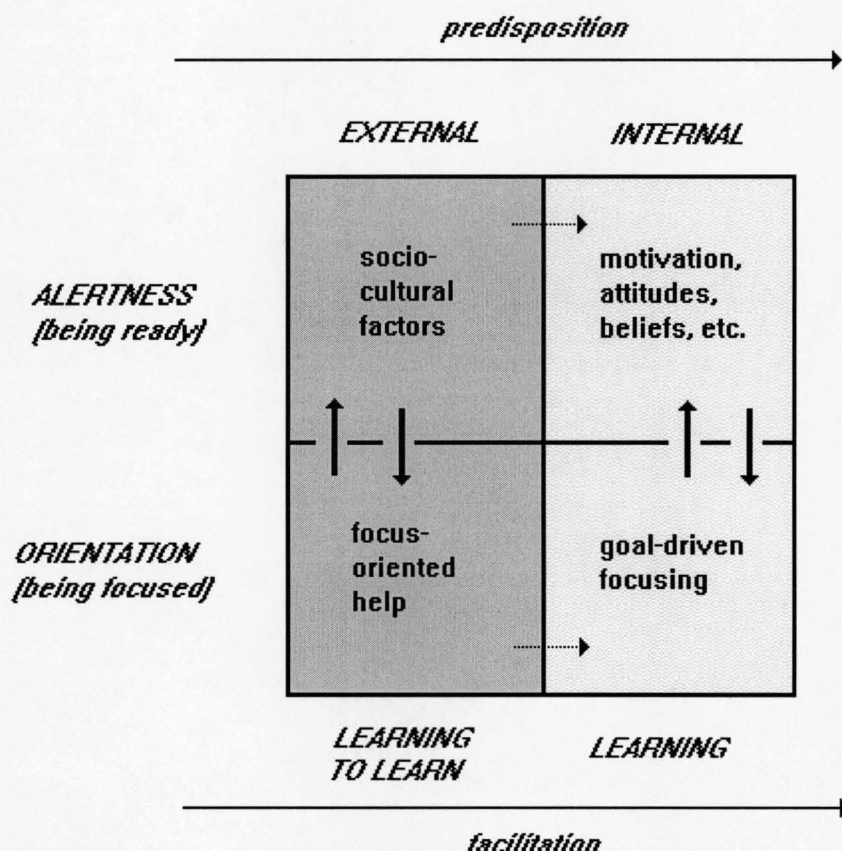 predisposition
EXTERNAL
INTERNAL
ALERTNESS
(being ready)
socio-
cultural
factors
motivation,
attitudes,
beliefs, etc.
ORIENTATION
(being focused)
focus-
oriented
help
goal-driven
focusing
LEARNING
TO LEARN
LEARNING
facilitation